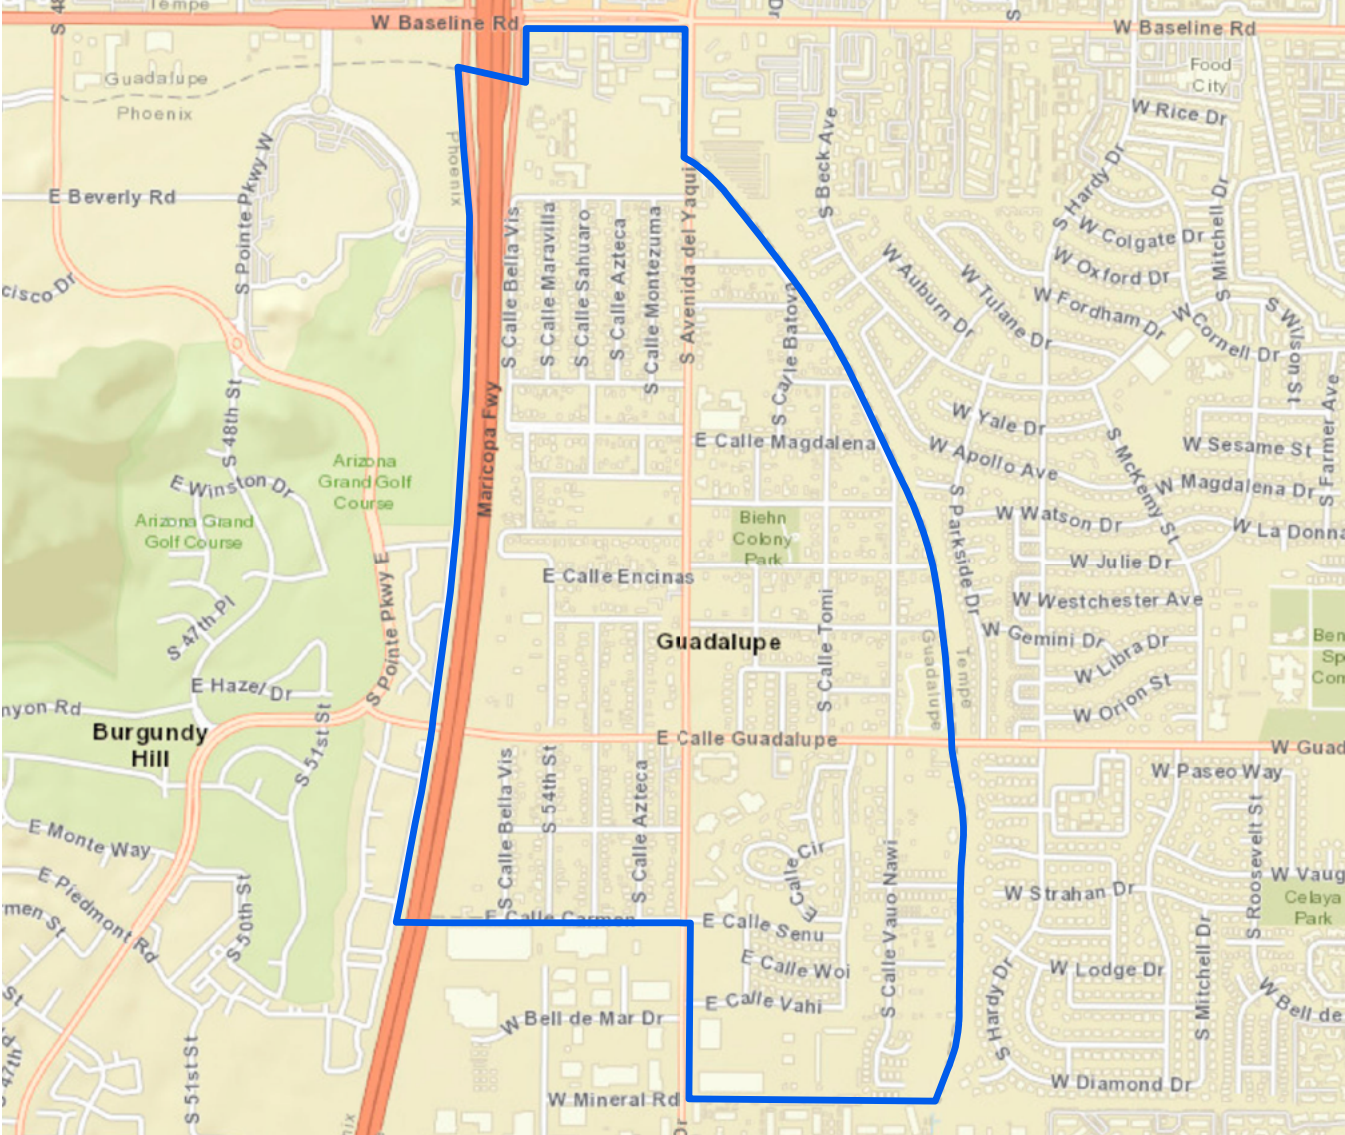 Tempe
W Baseline Rd
W Baseline Rd
Guadalupe
Phoenix
Phoenix
Food
City
W Rice Dr
E Beverly Rd
S Pointe Pkwy W
S Beck Ave
S Hardy Dr
S Mitchell Dr
W Colgate Dr
W Oxford Dr
W Fordham Dr
W Cornell Dr
S Wilson St
W Auburn Dr
W Tulane Dr
cisco Dr
S Calle Bella Vis
S Calle Maravilla
S Calle Sahuaro
S Calle Azteca
S Calle Montezuma
S Avenida del Yaqui
S Calle Batova
S 48th St
Maricopa Fwy
E Calle Magdalena
W Yale Dr
W Apollo Ave
S McKemy St
W Sesame St
S Farmer Ave
W Magdalena Dr
Arizona
Grand Golf
Course
E Winston Dr
Arizona Grand
Golf Course
Biehn
Colony
Park
S Parkside Dr
W Watson Dr
W La Donna
W Julie Dr
E Calle Encinas
W Westchester Ave
S 47th Pl
S Pointe Pkwy E
Guadalupe
S Calle Tomi
Guadalupe
Tempe
W Gemini Dr
W Libra Dr
W Orion St
Ben
Sp
Com
E Hazel Dr
nyon Rd
Burgundy
Hill
S 51st St
E Calle Guadalupe
W Guad
W Paseo Way
S Calle Bella Vis
S 54th St
S Calle Azteca
E Monte Way
E Piedmont Rd
rmen St
S 50th St
E Calle Cir
S Calle Vauo Nawi
W Strahan Dr
S Roosevelt St
W Vaug
Celaya
Park
E Calle Carmen
E Calle Senu
E Calle Woi
E Calle Vahi
W Lodge Dr
S Hardy Dr
S Mitchell Dr
W Bell de
W Bell de Mar Dr
W Mineral Rd
W Diamond Dr
S 51st St
St
47th
Dr